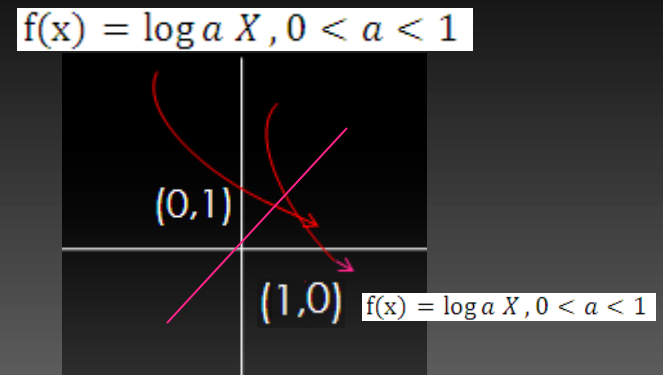 f(x) = log a X , 0 < a < 1
(0,1)
(1,0)
f(x) = log a X , 0 < a < 1